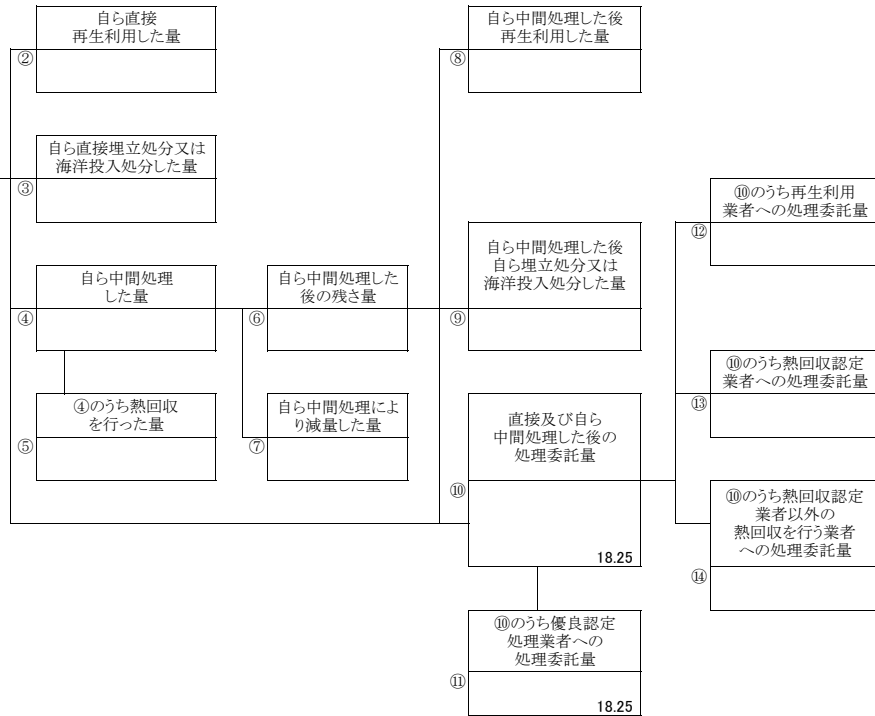 自ら直接
再生利用した量
②
自ら直接埋立処分又は
海洋投入処分した量
③
自ら中間処理
した量
④
④のうち熱回収
を行った量
⑤
自ら中間処理した
後の残さ量
⑥
自ら中間処理によ
り減量した量
⑦
自ら中間処理した後
再生利用した量
⑧
自ら中間処理した後
自ら埋立処分又は
海洋投入処分した量
⑨
直接及び自ら
中間処理した後の
処理委託量
⑩
18.25
⑩のうち優良認定
処理業者への
処理委託量
⑪
18.25
⑩のうち再生利用
業者への処理委託量
⑫
⑩のうち熱回収認定
業者への処理委託量
⑬
⑩のうち熱回収認定
業者以外の
熱回収を行う業者
への処理委託量
⑭